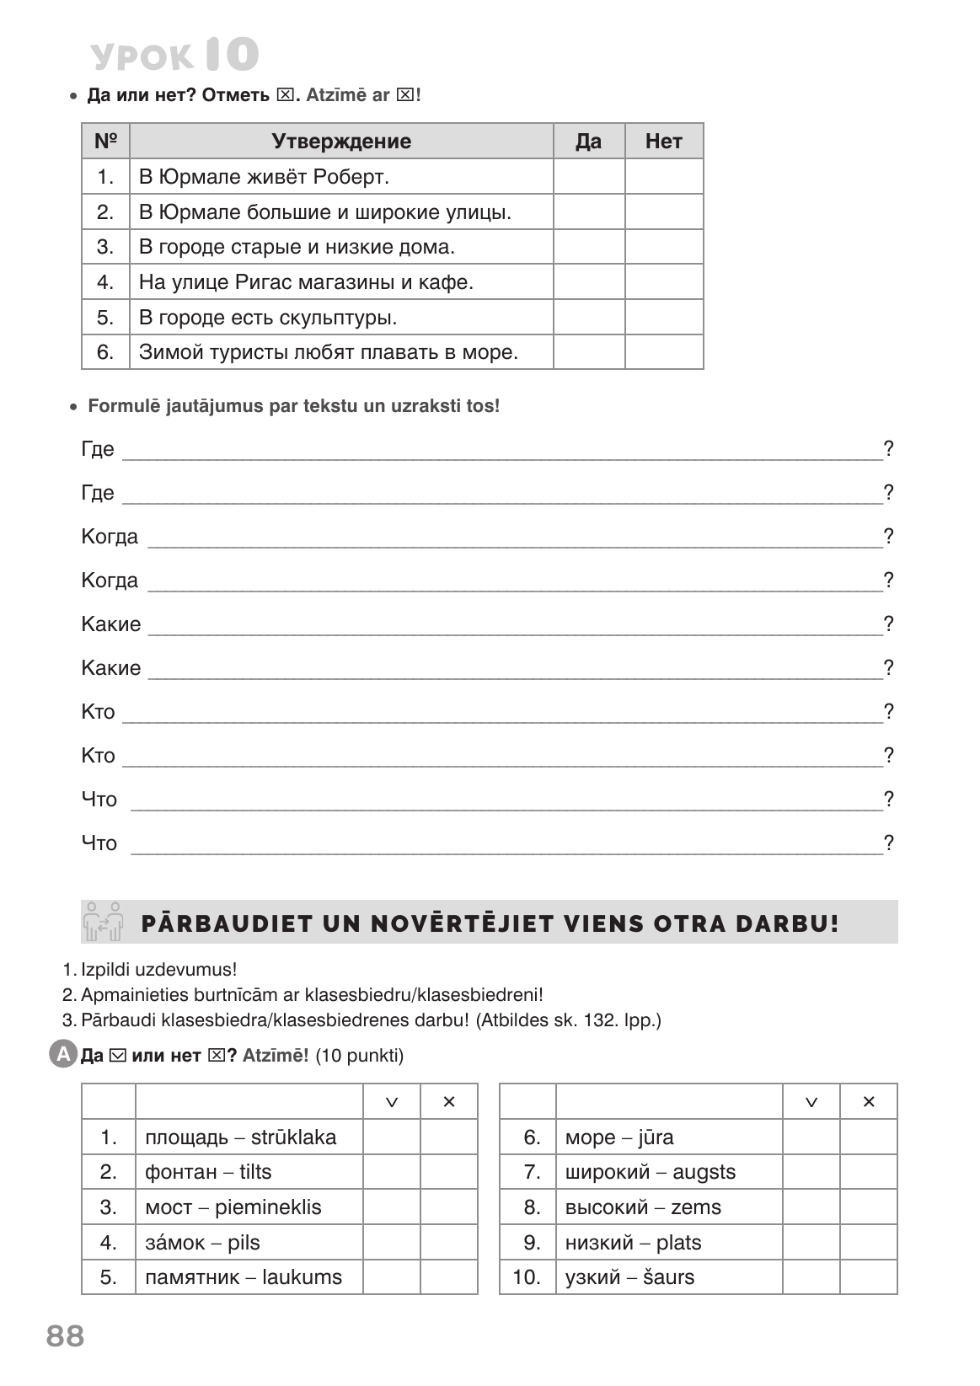 УРОК 10
• Да или нет? Отметь ☒. Atzīmē ar ☒!
№ Утверждение Да Нет
1. В Юрмале живёт Роберт.
2. В Юрмале большие и широкие улицы.
3. В городе старые и низкие дома.
4. На улице Ригас магазины и кафе.
5. В городе есть скульптуры.
6. Зимой туристы любят плавать в море.
• Formulē jautājumus par tekstu un uzraksti tos!
Где ?
Где ?
Когда ?
Когда ?
Какие ?
Какие ?
Кто ?
Кто ?
Что ?
Что ?
PĀRBAUDIET UN NOVĒRTĒJIET VIENS OTRA DARBU!
1. Izpildi uzdevumus!
2. Apmainieties burtnīcām ar klasesbiedru/klasesbiedreni!
3. Pārbaudi klasesbiedra/klasesbiedrenes darbu! (Atbildes sk. 132. lpp.)
A Да ☑ или нет ☒? Atzīmē! (10 punkti)
˅ ×
1. площадь – strūklaka
2. фонтан – tilts
3. мост – piemineklis
4. за́мок – pils
5. памятник – laukums
˅ ×
6. море – jūra
7. широкий – augsts
8. высокий – zems
9. низкий – plats
10. узкий – šaurs
88